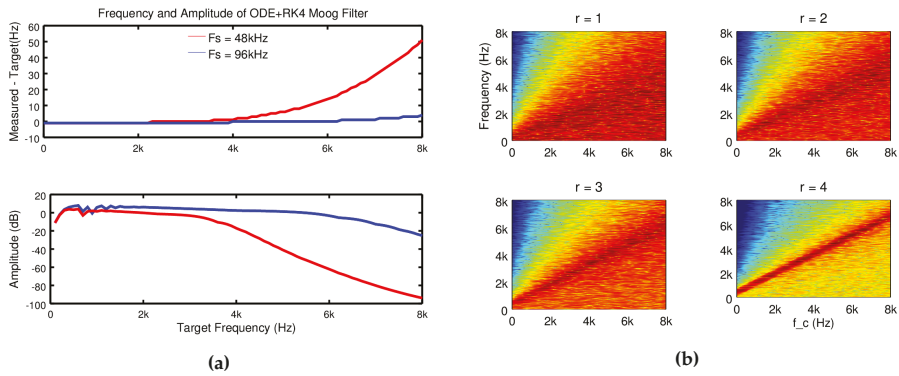 Frequency and Amplitude of ODE+RK4 Moog Filter
Measured - Target(Hz)
60
50
40
30
20
10
0
-10
Fs = 48kHz
Fs = 96kHz
0 2k 4k 6k 8k
Amplitude (dB)
20
0
-20
-40
-60
-80
-100
0 2k 4k 6k 8k
Target Frequency (Hz)
(a)
r = 1
Frequency (Hz)
8k
6k
4k
2k
0
0 2k 4k 6k 8k
r = 2
8k
6k
4k
2k
0
0 2k 4k 6k 8k
r = 3
8k
6k
4k
2k
0
0 2k 4k 6k 8k
r = 4
8k
6k
4k
2k
0
0 2k 4k 6k 8k
f_c (Hz)
(b)